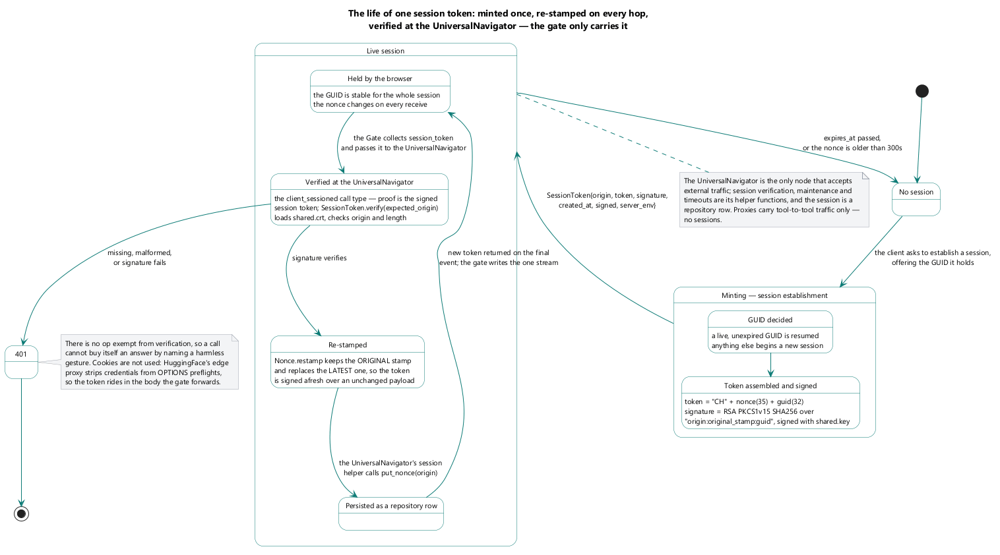 The life of one session token: minted once, re-stamped on every hop,
verified at the UniversalNavigator — the gate only carries it
Live session
Held by the browser
the GUID is stable for the whole session
the nonce changes on every receive
the Gate collects session_token
and passes it to the UniversalNavigator
expires_at passed,
or the nonce is older than 300s
Verified at the UniversalNavigator
the client_sessioned call type — proof is the signed
session token; SessionToken.verify(expected_origin)
loads shared.crt, checks origin and length
The UniversalNavigator is the only node that accepts
external traffic; session verification, maintenance and
timeouts are its helper functions, and the session is a
repository row. Proxies carry tool-to-tool traffic only —
no sessions.
No session
SessionToken(origin, token, signature,
created_at, signed, server_env)
missing, malformed,
or signature fails
signature verifies
new token returned on the final
event; the gate writes the one stream
the client asks to establish a session,
offering the GUID it holds
Minting — session establishment
GUID decided
a live, unexpired GUID is resumed
anything else begins a new session
401
There is no op exempt from verification, so a call
cannot buy itself an answer by naming a harmless
gesture. Cookies are not used: HuggingFace's edge
proxy strips credentials from OPTIONS preflights,
so the token rides in the body the gate forwards.
Re-stamped
Nonce.restamp keeps the ORIGINAL stamp
and replaces the LATEST one, so the token
is signed afresh over an unchanged payload
Token assembled and signed
token = "CH" + nonce(35) + guid(32)
signature = RSA PKCS1v15 SHA256 over
"origin:original_stamp:guid", signed with shared.key
the UniversalNavigator's session
helper calls put_nonce(origin)
Persisted as a repository row